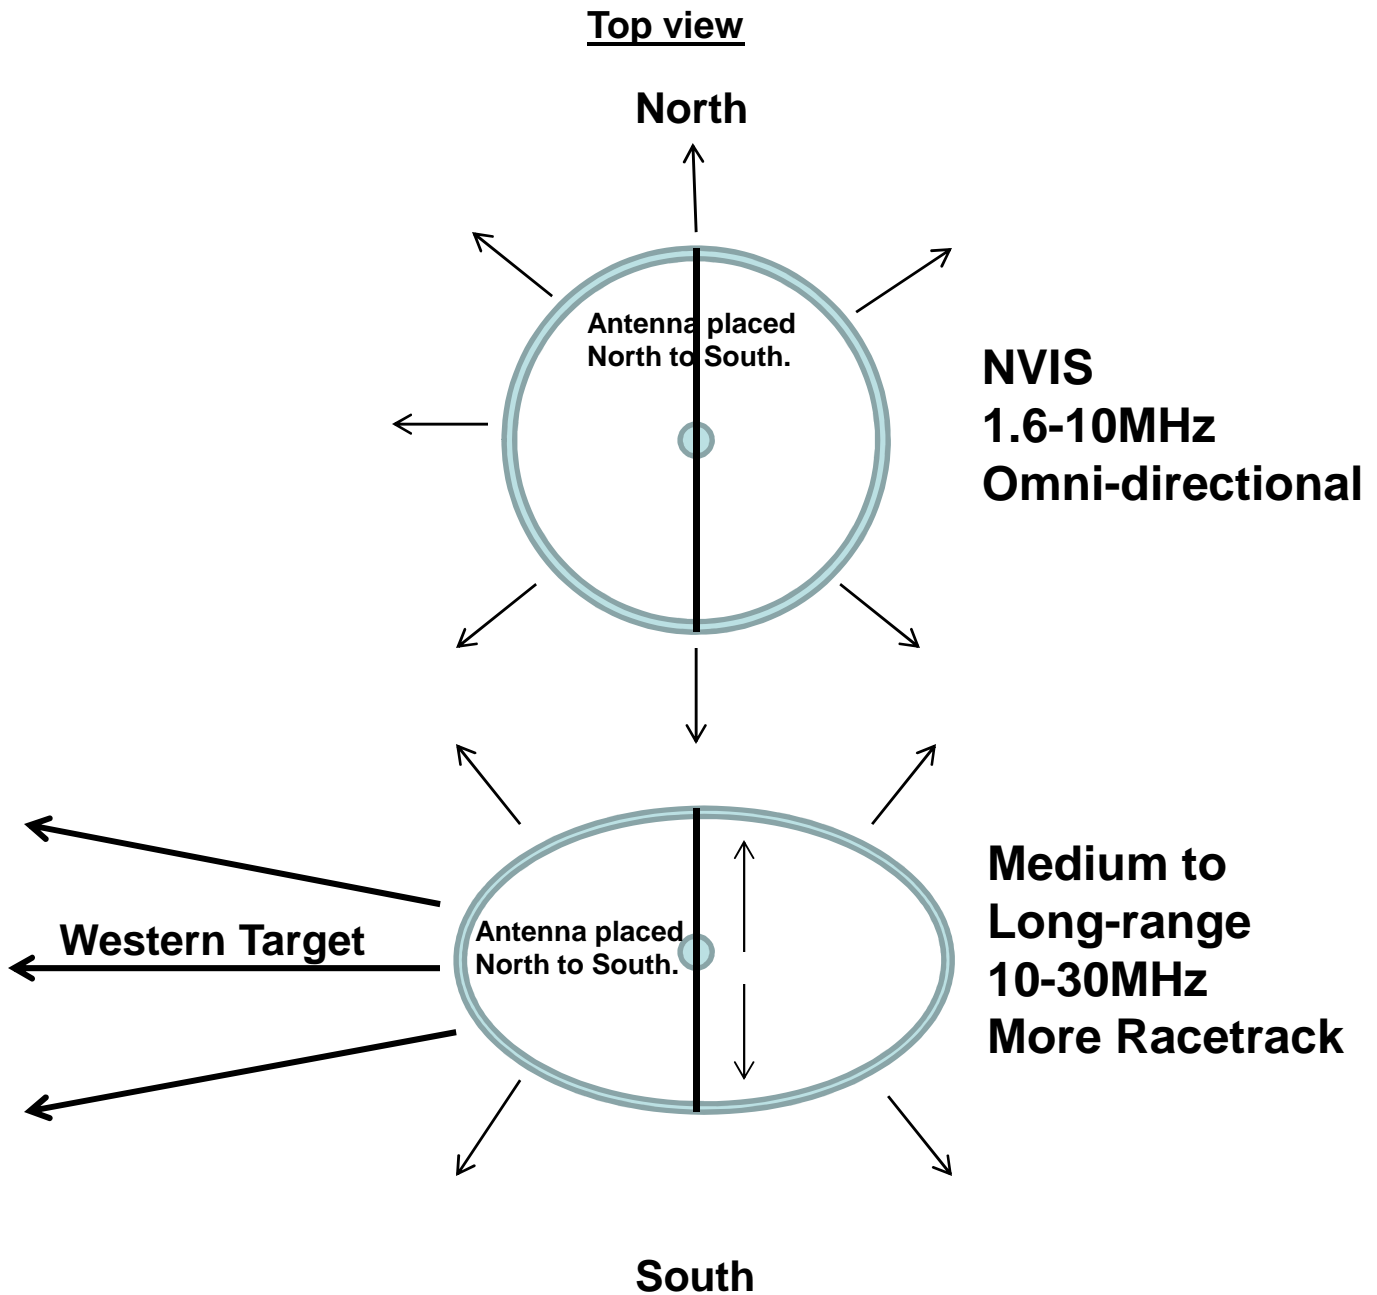 Top view
North
Antenna placed
North to South.
NVIS
1.6-10MHz
Omni-directional
Western Target
Antenna placed
North to South.
Medium to
Long-range
10-30MHz
More Racetrack
South